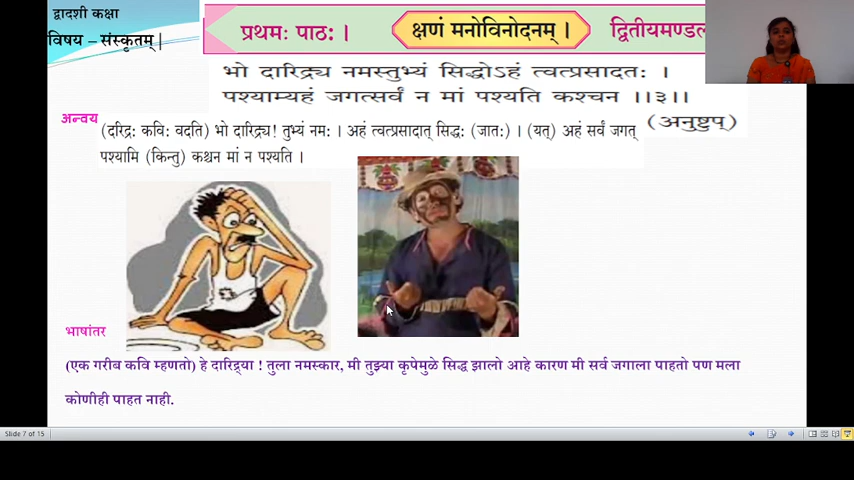 द्वादशी कक्षा
विषय – संस्कृतम् |
प्रथमः पाठः ।
क्षणं मनोविनोदनम् ।
द्वितीयमण्डल
भो दारिद्र्य नमस्तुभ्यं सिद्धोऽहं त्वत्प्रसादतः ।
पश्याम्यहं जगत्सर्वं न मां पश्यति कश्चन ।।३।।
(अनुष्टुप्)
अन्वय
(दरिद्रः कविः वदति) भो दारिद्र्य! तुभ्यं नमः । अहं त्वत्प्रसादात् सिद्धः (जातः) । (यत्) अहं सर्वं जगत्
पश्यामि (किन्तु) कश्चन मां न पश्यति ।
भाषांतर
(एक गरीब कवि म्हणतो) हे दारिद्र्या ! तुला नमस्कार, मी तुझ्या कृपेमुळे सिद्ध झालो आहे कारण मी सर्व जगाला पाहतो पण मला
कोणीही पाहत नाही.
Slide 7 of 15